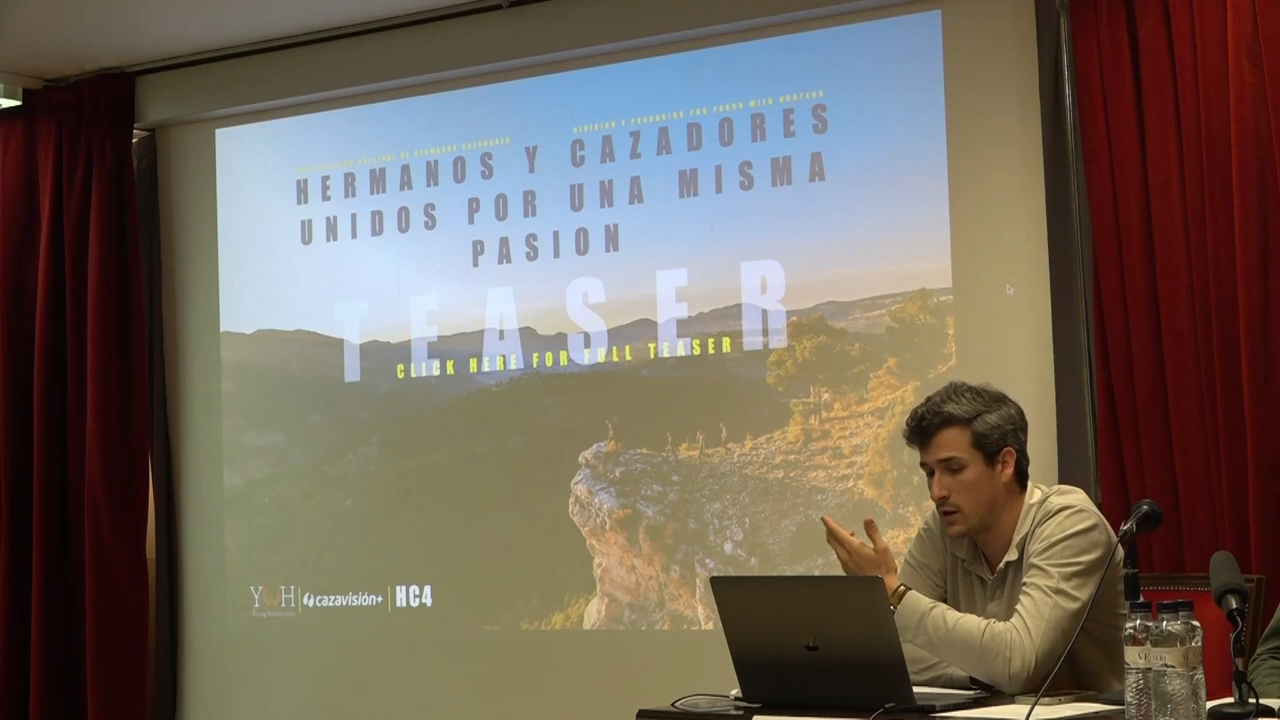 HERMANOS Y CAZADORES
UNIDOS POR UNA MISMA
PASION
TEASER
CLICK HERE FOR FULL TEASER
YWH
cazavisión+
HC4